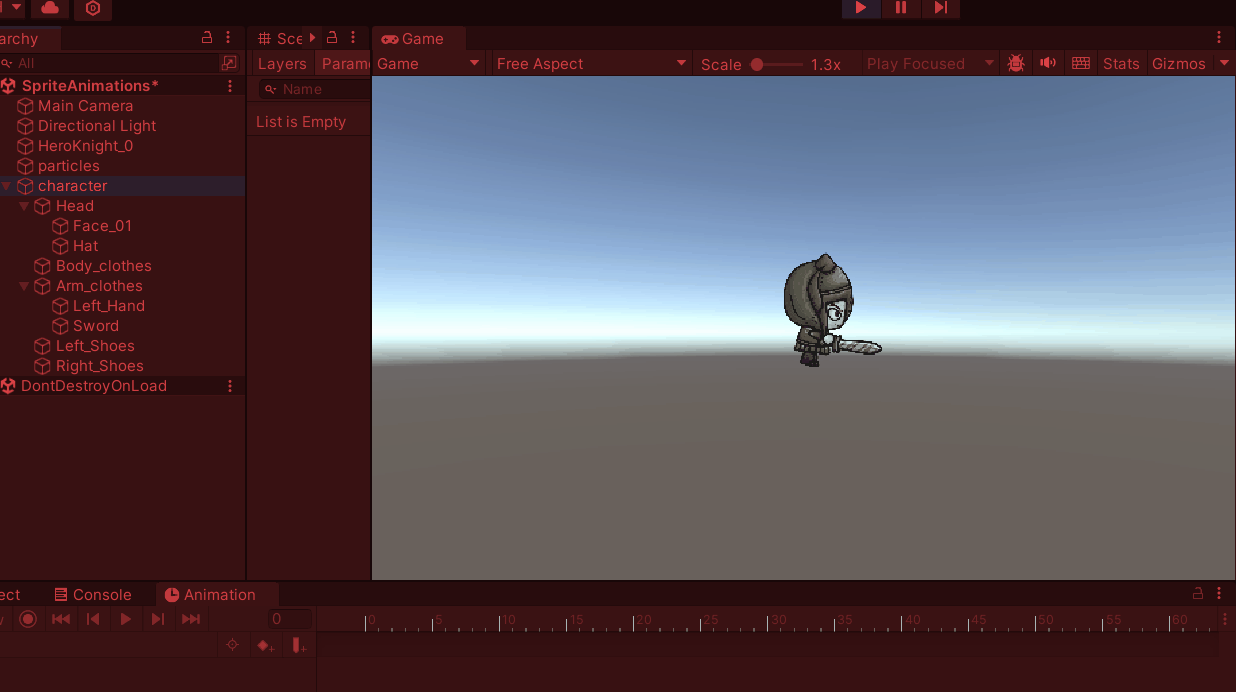 archy
All
SpriteAnimations*
Main Camera
Directional Light
HeroKnight_0
particles
character
Head
Face_01
Hat
Body_clothes
Arm_clothes
Left_Hand
Sword
Left_Shoes
Right_Shoes
DontDestroyOnLoad
Sce
Layers Param
Name
List is Empty
Game
Game Free Aspect Scale 1.3x Play Focused Stats Gizmos
ect Console Animation
0 0 5 10 15 20 25 30 35 40 45 50 55 60